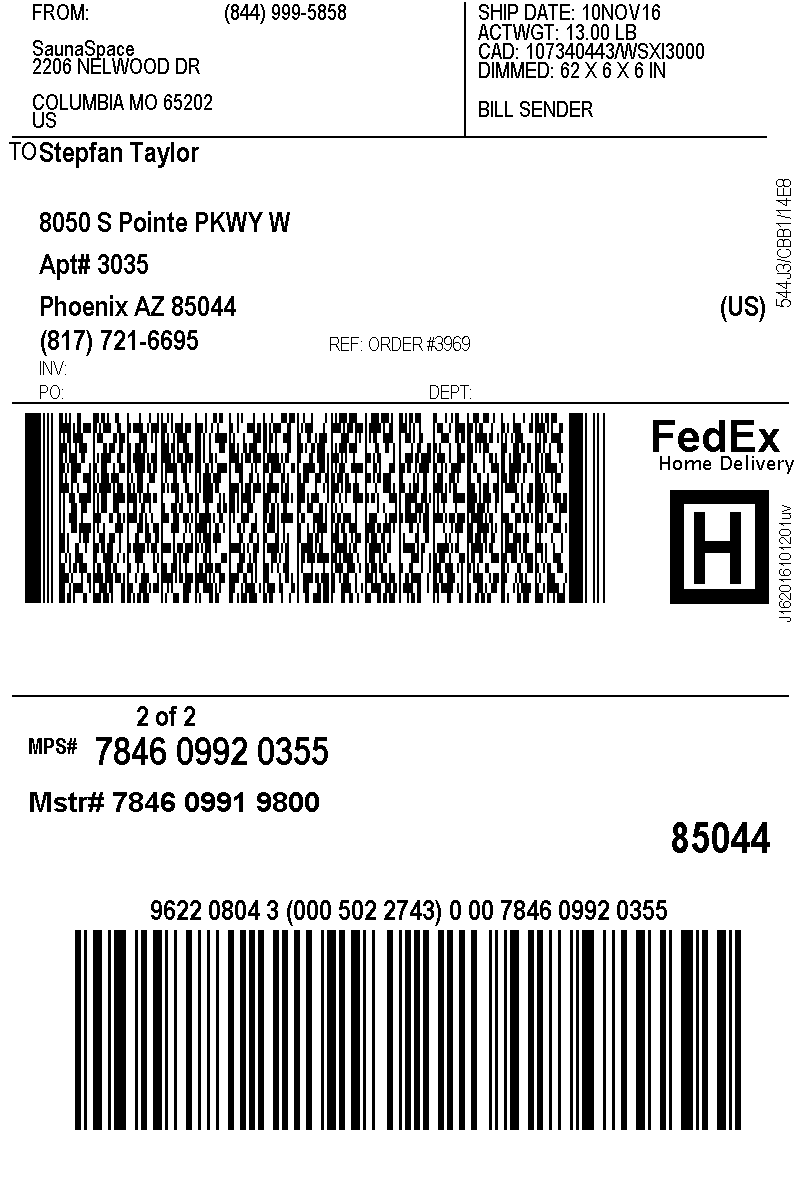 FROM: (844) 999-5858
SaunaSpace
2206 NELWOOD DR
COLUMBIA MO 65202
US
SHIP DATE: 10NOV16
ACTWGT: 13.00 LB
CAD: 107340443/WSXI3000
DIMMED: 62 X 6 X 6 IN
BILL SENDER
TO Stepfan Taylor
8050 S Pointe PKWY W
Apt# 3035
Phoenix AZ 85044 (US)
(817) 721-6695 REF: ORDER #3969
INV:
PO: DEPT:
544J3/CBB1/14E8
FedEx
Home Delivery
H
J162016101201uv
2 of 2
MPS# 7846 0992 0355
Mstr# 7846 0991 9800
85044
9622 0804 3 (000 502 2743) 0 00 7846 0992 0355